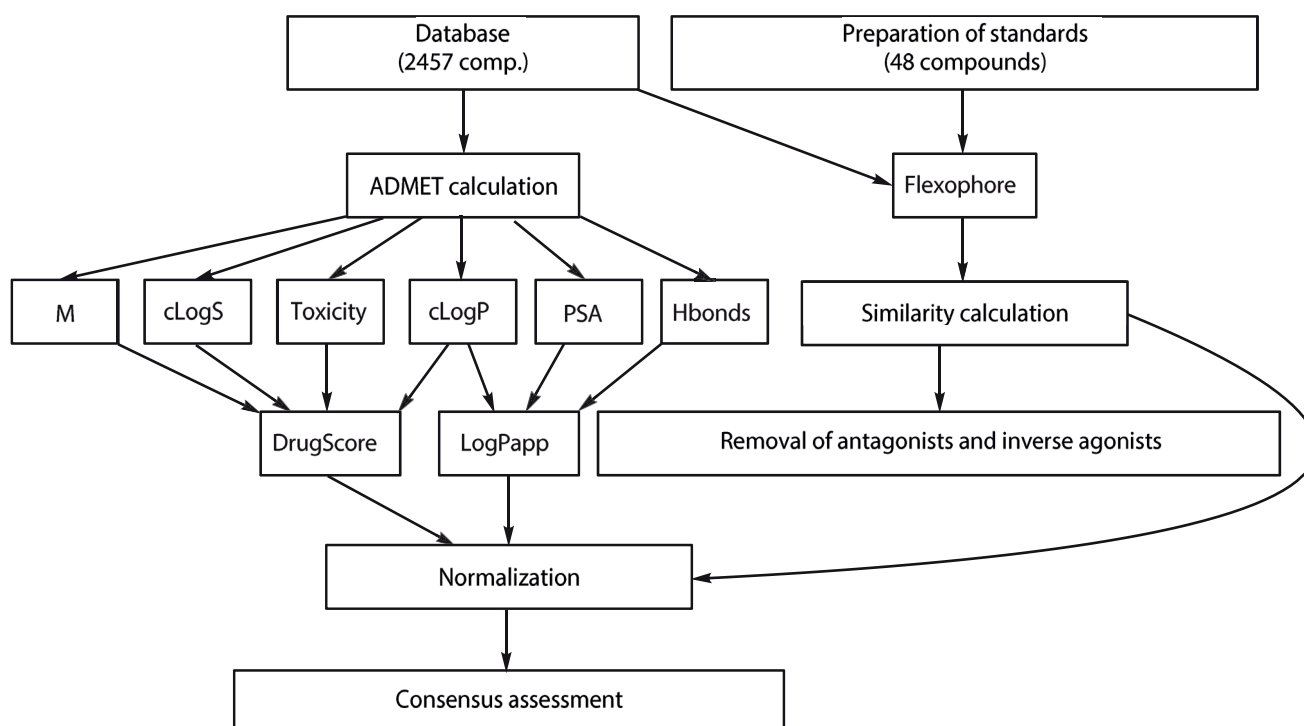 Database
(2457 comp.)
Preparation of standards
(48 compounds)
ADMET calculation
Flexophore
M
cLogS
Toxicity
cLogP
PSA
Hbonds
Similarity calculation
DrugScore
LogPapp
Removal of antagonists and inverse agonists
Normalization
Consensus assessment